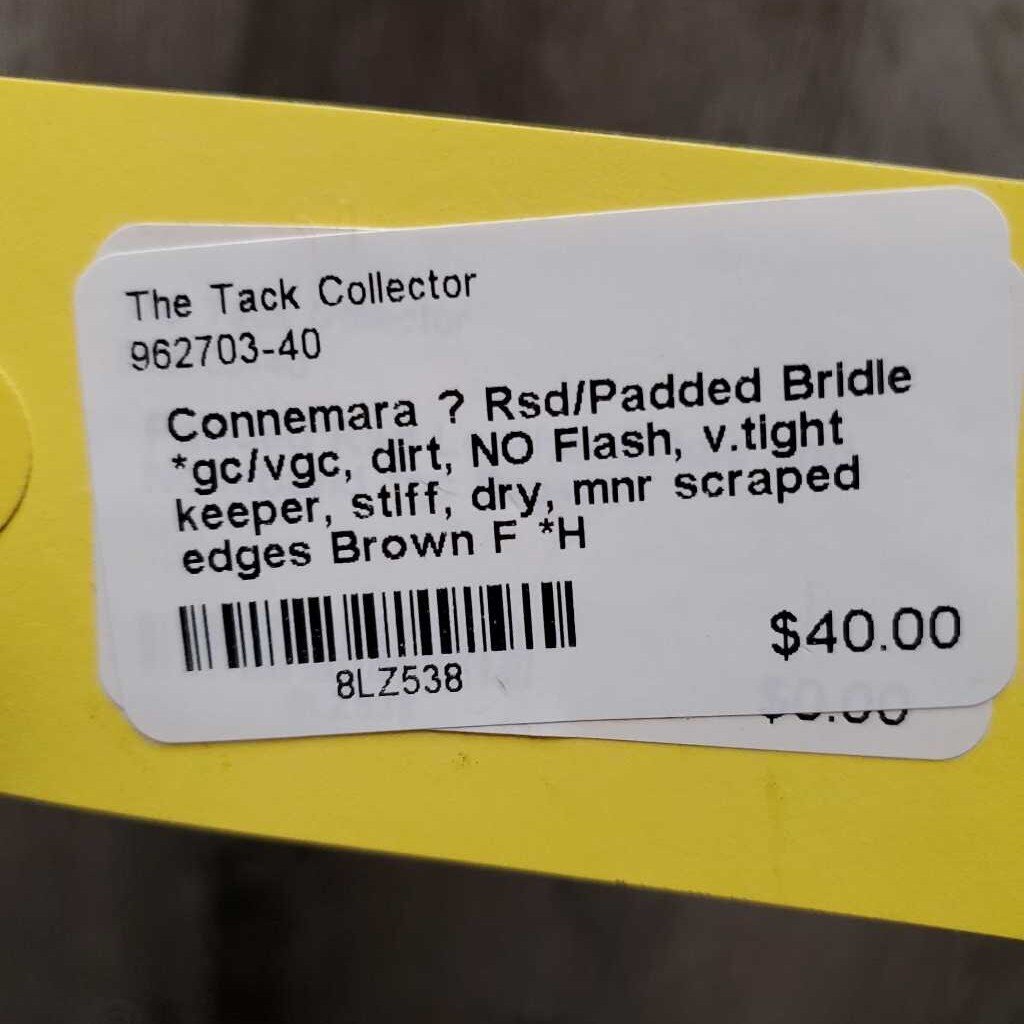 The Tack Collector
962703-40
Connemara ? Rsd/Padded Bridle
*gc/vgc, dirt, NO Flash, v.tight
keeper, stiff, dry, mnr scraped
edges Brown F *H
8LZ538
$40.00